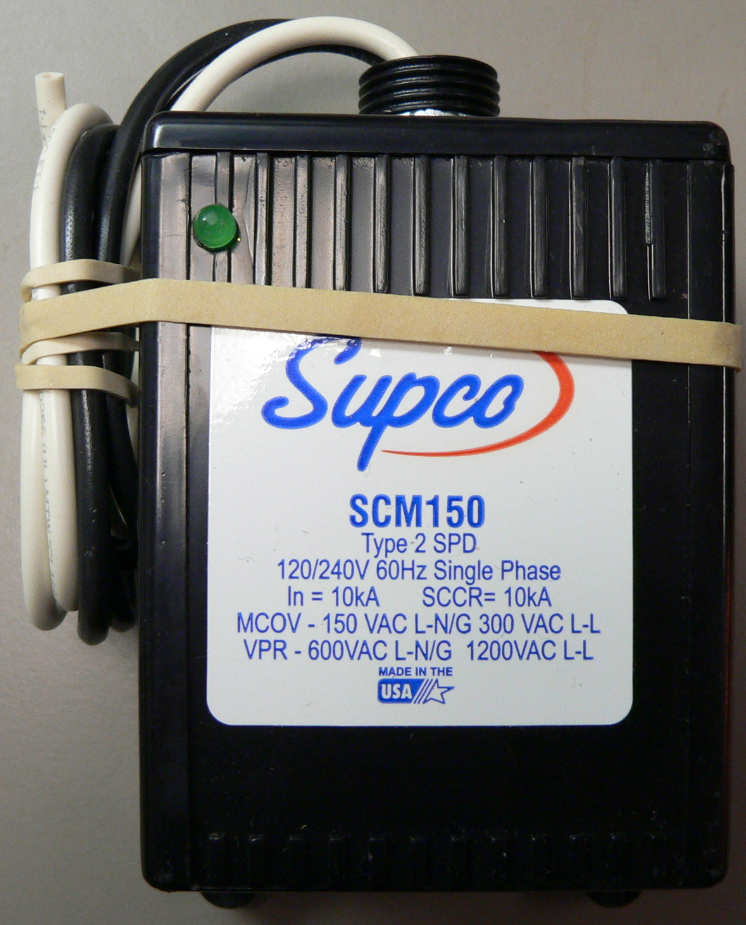 Supco
SCM150
Type 2 SPD
120/240V 60Hz Single Phase
In = 10kA SCCR= 10kA
MCOV - 150 VAC L-N/G 300 VAC L-L
VPR - 600VAC L-N/G 1200VAC L-L
MADE IN THE
USA